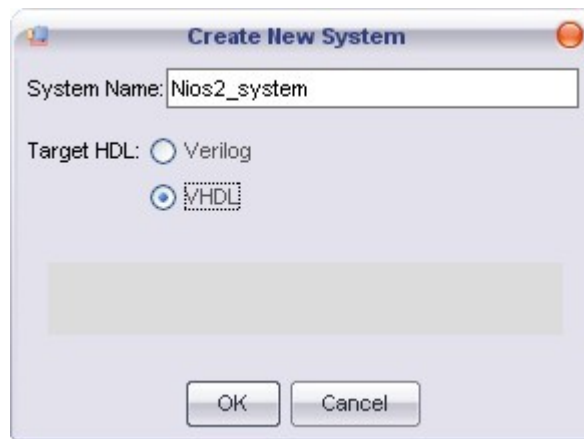 Create New System
System Name: Nios2_system
Target HDL: Verilog
VHDL
OK Cancel